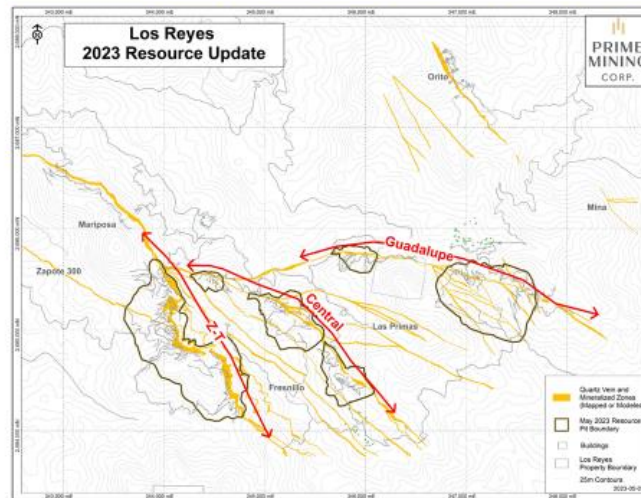 Los Reyes
2023 Resource Update
PRIME
MINING
CORP.
Orito
Mina
Mariposa
Guadalupe
Zapote 300
Central
Z-T
Las Primas
Fresnillo
Quartz Vein and
Mineralized Zones
(Mapped or Modeled)
May 2023 Resource
Pit Boundary
Buildings
Los Reyes
Property Boundary
25m Contours